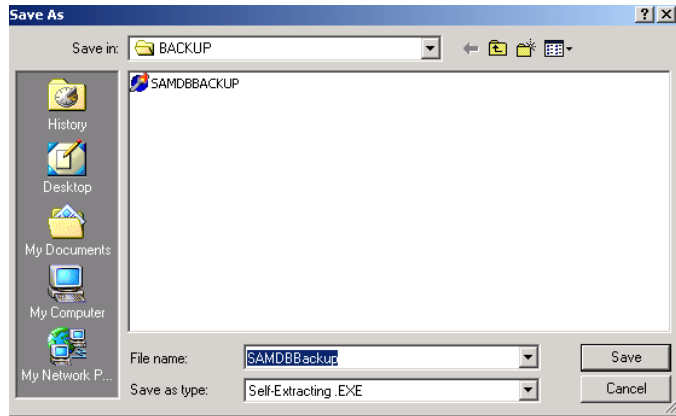 Save As
Save in: BACKUP
SAMDBBACKUP
History
Desktop
My Documents
My Computer
My Network P...
File name: SAMDBBackup Save
Save as type: Self-Extracting .EXE Cancel